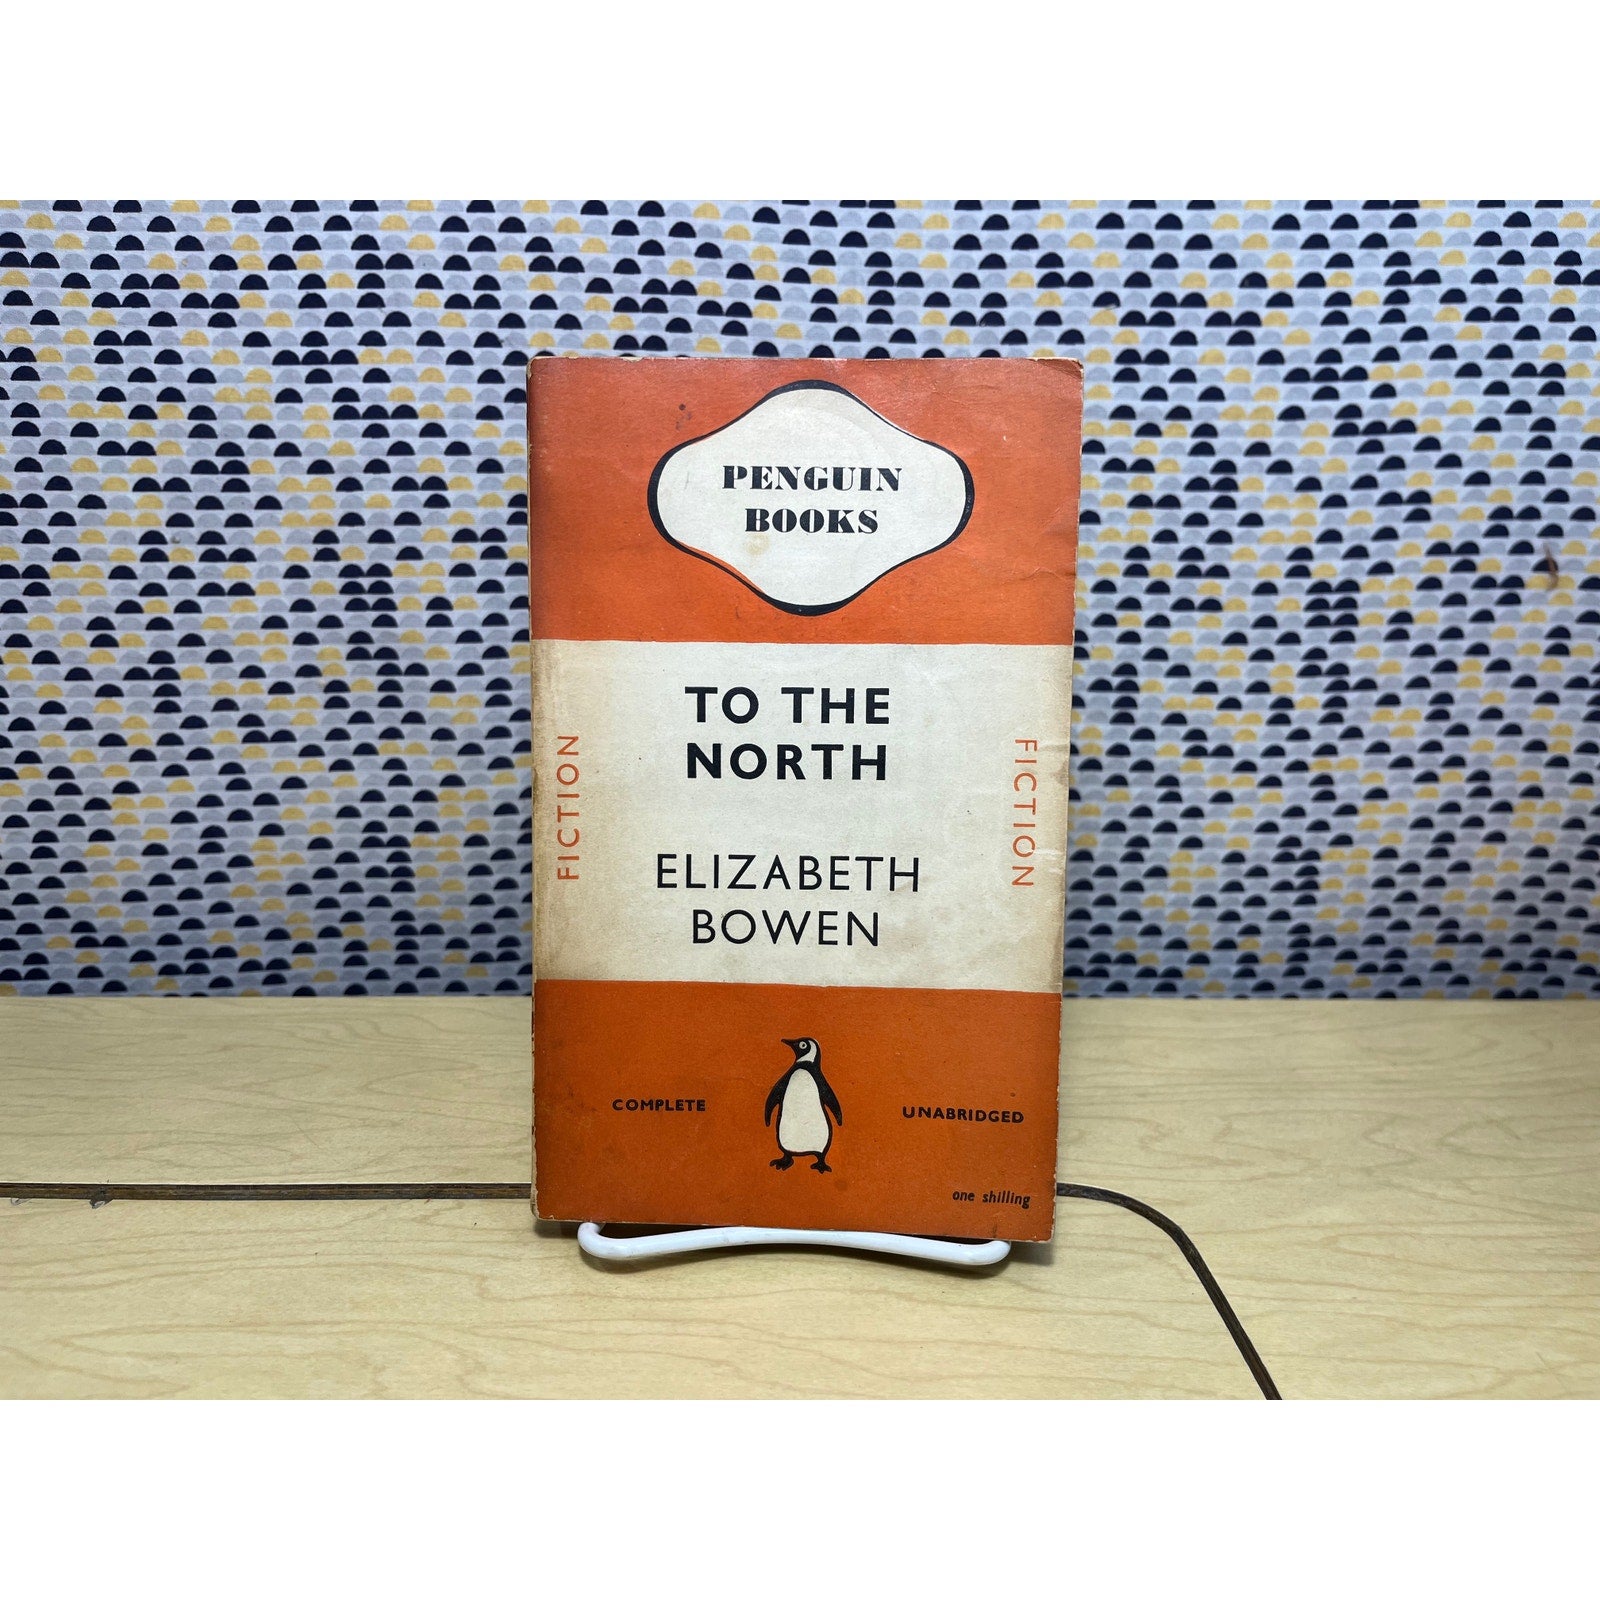 PENGUIN
BOOKS
TO THE
NORTH
FICTION
FICTION
ELIZABETH
BOWEN
COMPLETE
UNABRIDGED
one shilling